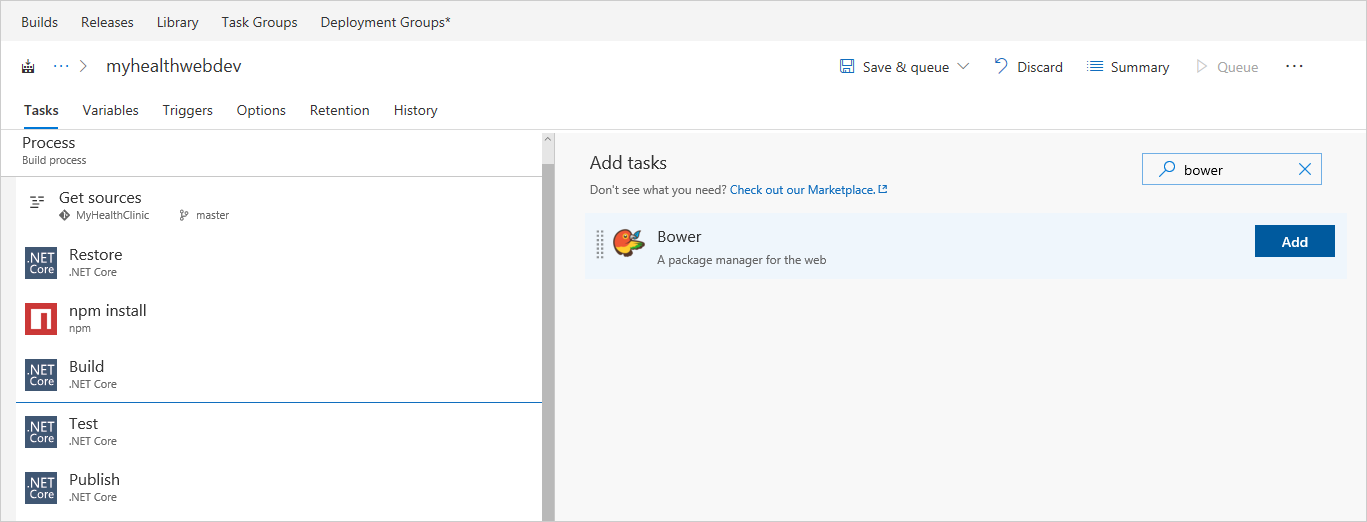 Builds Releases Library Task Groups Deployment Groups*
... > myhealthwebdev Save & queue Discard Summary Queue ...
Tasks Variables Triggers Options Retention History
Process
Build process
Get sources
MyHealthClinic master
.NET Core Restore
.NET Core
npm install
npm
.NET Core Build
.NET Core
.NET Core Test
.NET Core
.NET Core Publish
.NET Core
Add tasks
bower
Don't see what you need? Check out our Marketplace.
Bower
A package manager for the web
Add